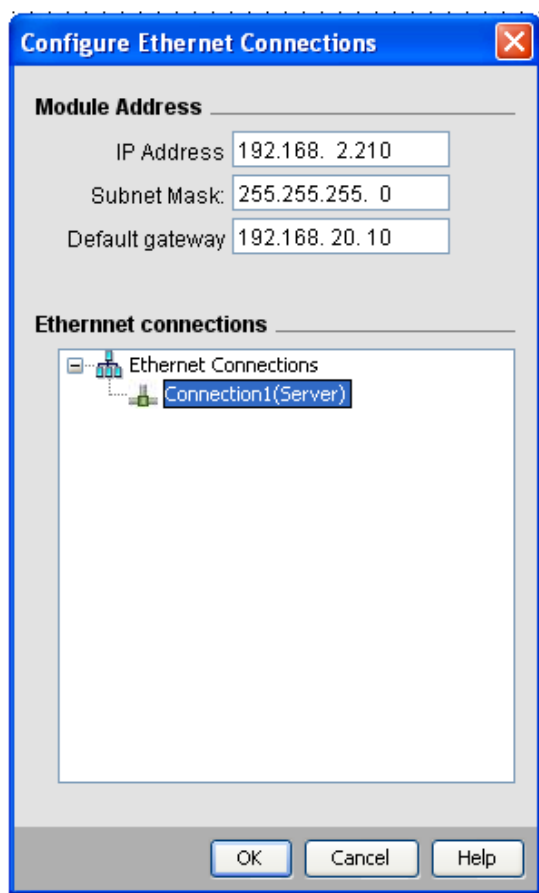 Configure Ethernet Connections
Module Address
IP Address 192.168. 2.210
Subnet Mask: 255.255.255. 0
Default gateway 192.168. 20. 10
Ethernnet connections
Ethernet Connections
Connection1(Server)
OK Cancel Help